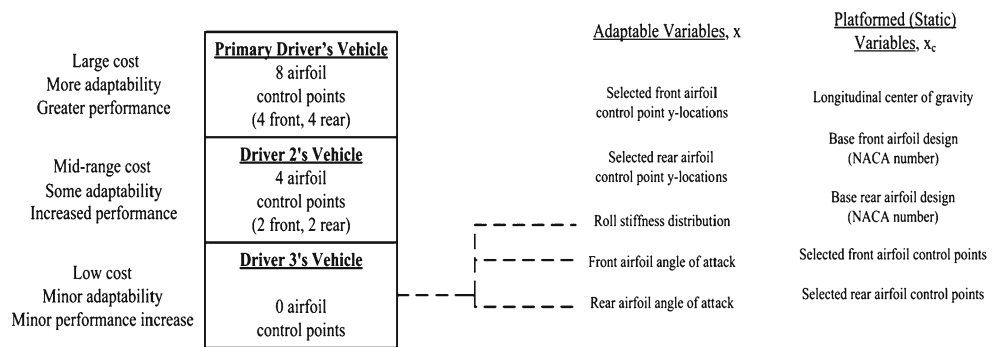 Large cost
More adaptability
Greater performance
Primary Driver's Vehicle
8 airfoil
control points
(4 front, 4 rear)
Mid-range cost
Some adaptability
Increased performance
Driver 2's Vehicle
4 airfoil
control points
(2 front, 2 rear)
Low cost
Minor adaptability
Minor performance increase
Driver 3's Vehicle
0 airfoil
control points
Adaptable Variables, x
Selected front airfoil
control point y-locations
Selected rear airfoil
control point y-locations
Roll stiffness distribution
Front airfoil angle of attack
Rear airfoil angle of attack
Platformed (Static)
Variables, xc
Longitudinal center of gravity
Base front airfoil design
(NACA number)
Base rear airfoil design
(NACA number)
Selected front airfoil control points
Selected rear airfoil control points